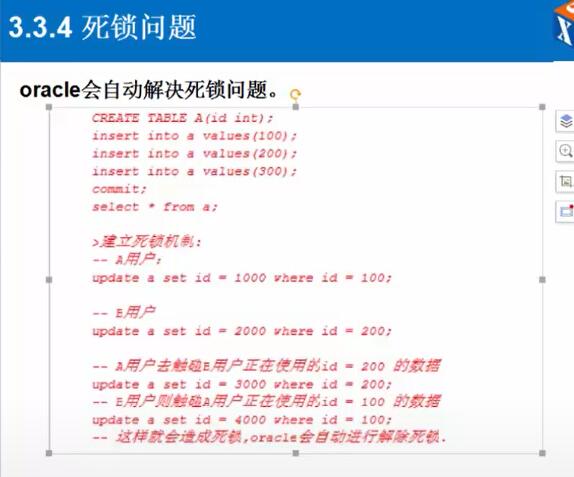 3.3.4 死锁问题
oracle会自动解决死锁问题。
CREATE TABLE A(id int);
insert into a values(100);
insert into a values(200);
insert into a values(300);
commit;
select * from a;
>建立死锁机制:
-- A用户:
update a set id = 1000 where id = 100;
-- B用户
update a set id = 2000 where id = 200;
-- A用户去触碰B用户正在使用的id = 200 的数据
update a set id = 3000 where id = 200;
-- B用户则触碰A用户正在使用的id = 100 的数据
update a set id = 4000 where id = 100;
-- 这样就会造成死锁,oracle会自动进行解除死锁.